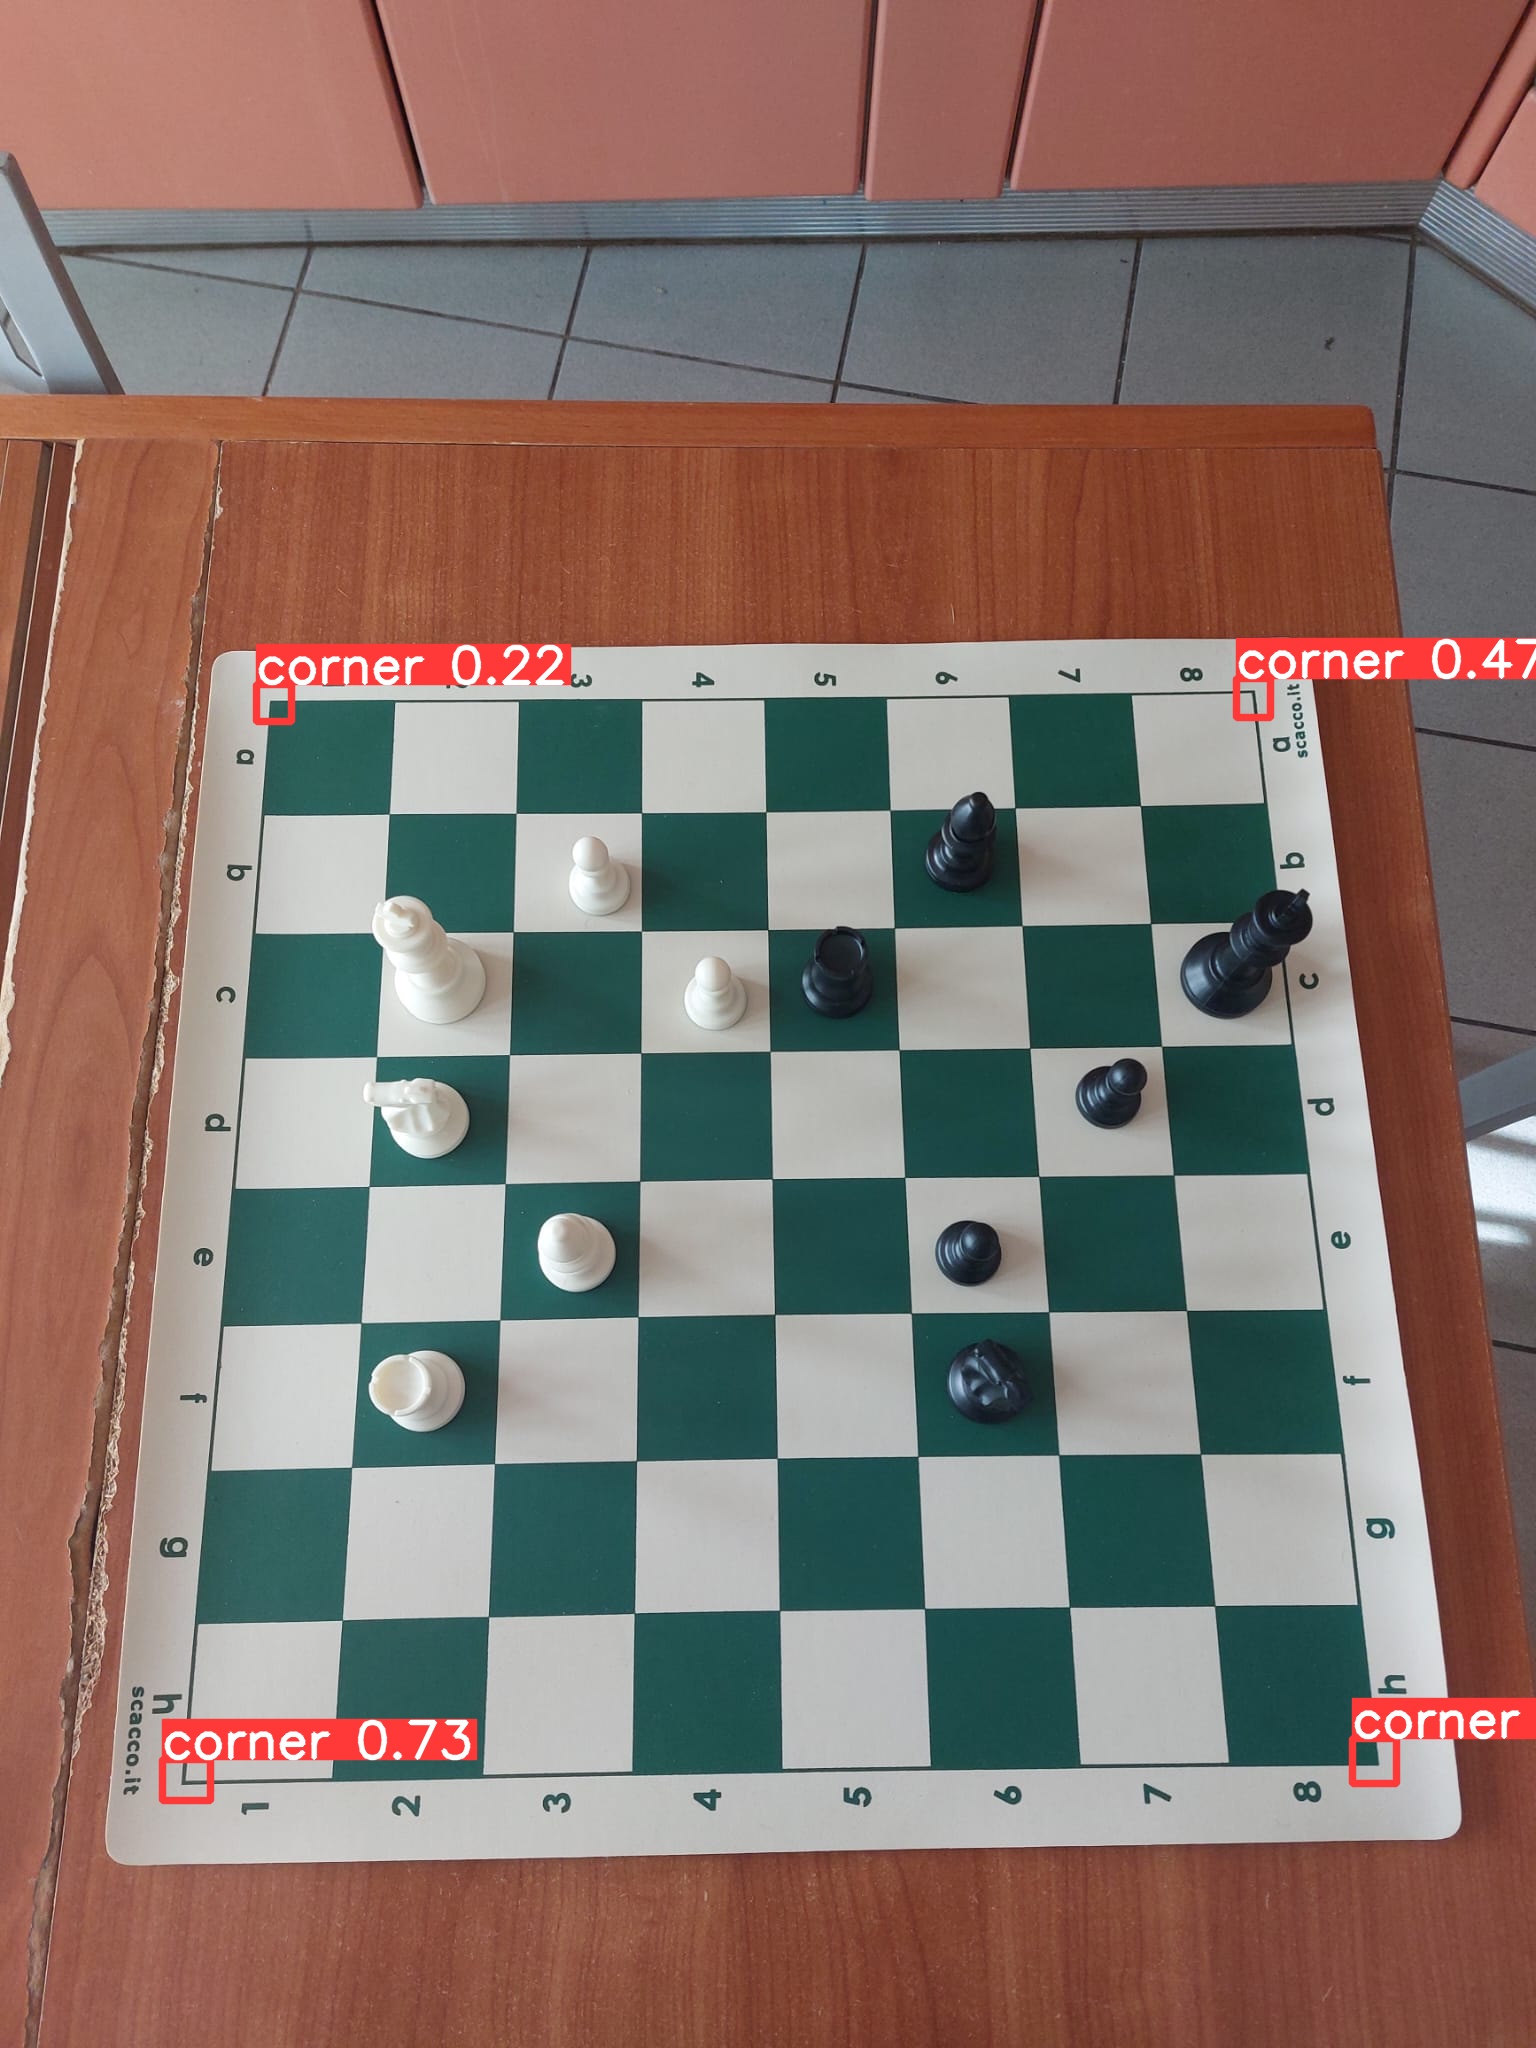 corner 0.22
corner 0.47
2 3 4 5 6 7 8
scacco.it
a a
b b
c c
d d
e e
f f
g g
h h
scacco.it
corner 0.73
corner
1 2 3 4 5 6 7 8